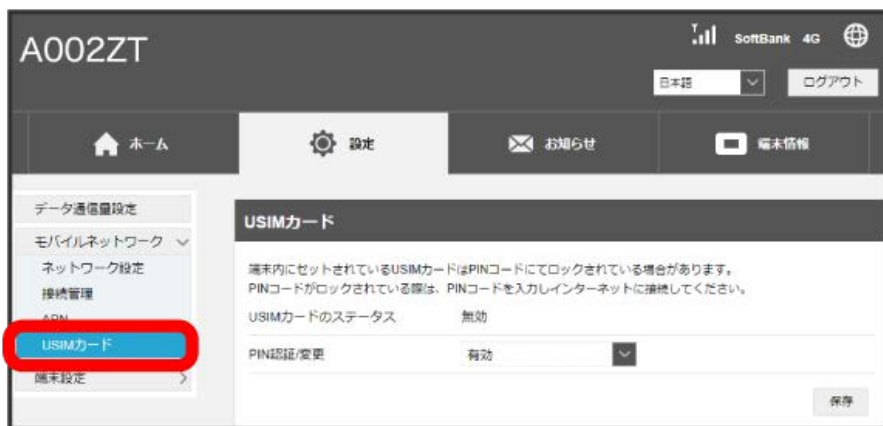 A002ZT
SoftBank 4G
日本語
ログアウト
ホーム
設定
お知らせ
端末情報
データ通信量設定
モバイルネットワーク
ネットワーク設定
接続管理
APN
USIMカード
端末設定
USIMカード
端末内にセットされているUSIMカードはPINコードにてロックされている場合があります。
PINコードがロックされている際は、PINコードを入力しインターネットに接続してください。
USIMカードのステータス 無効
PIN認証/変更 有効
保存